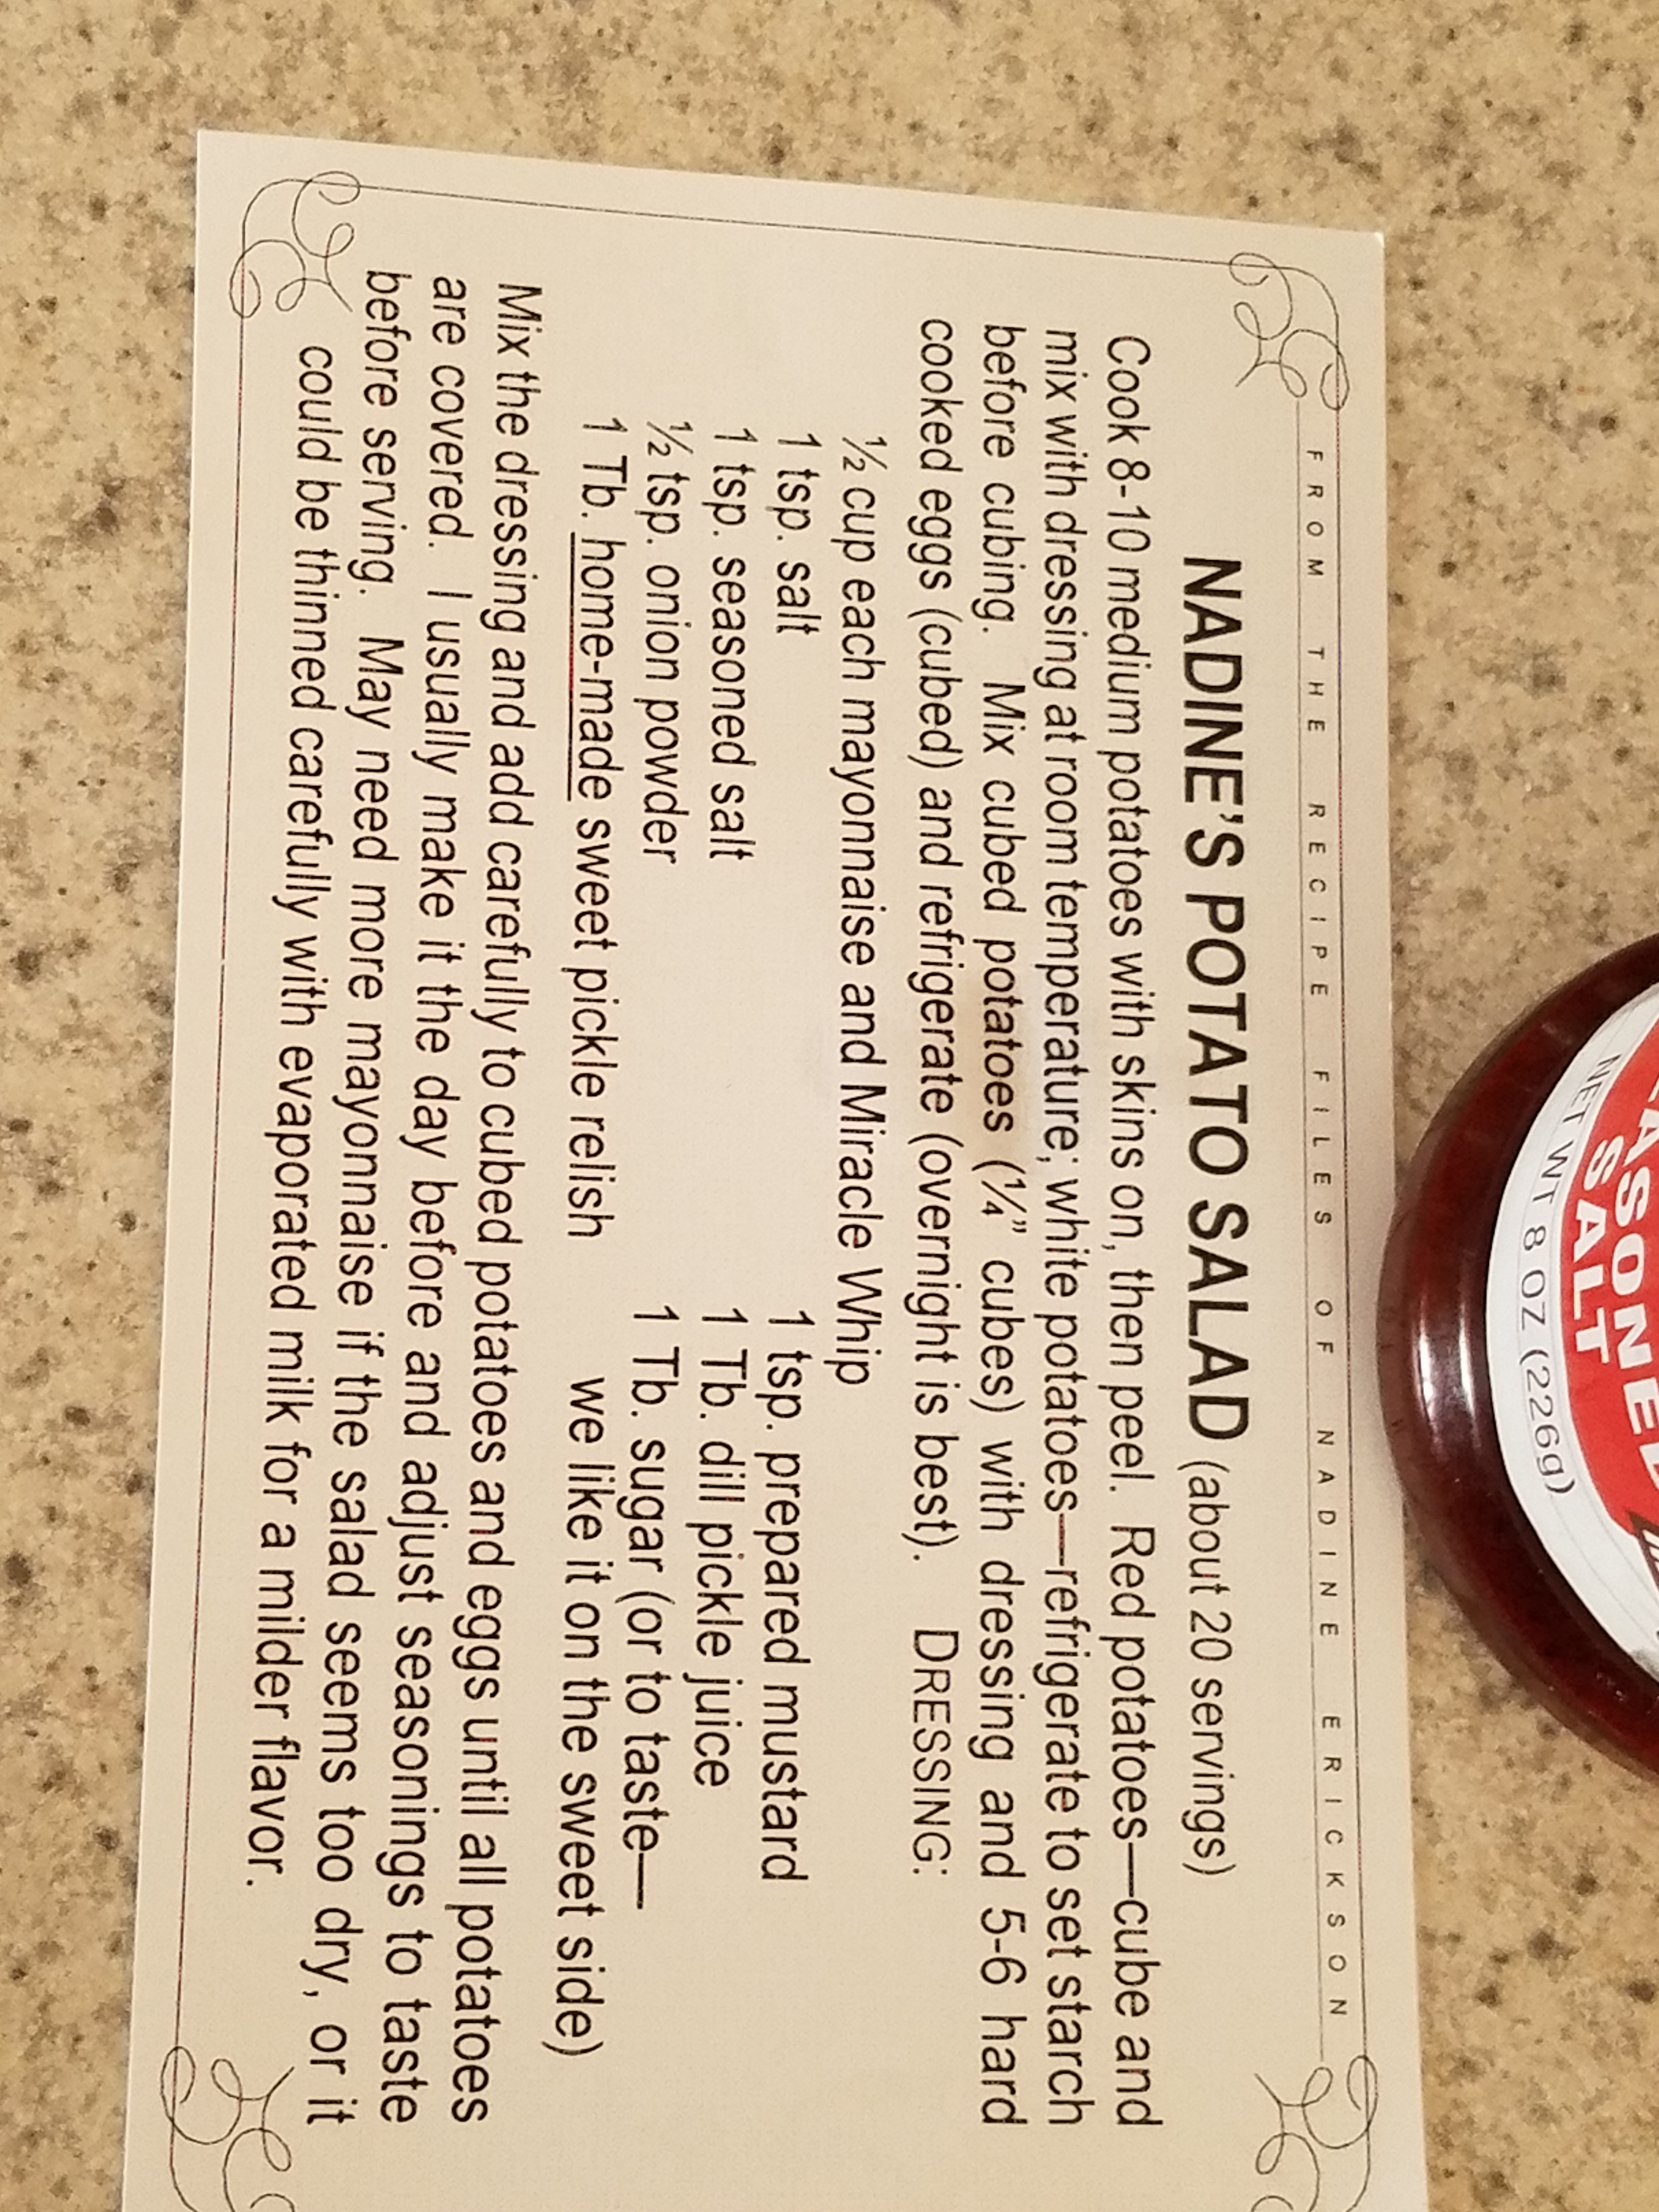 FROM THE RECIPE FILES OF NADINE ERICKSON
NADINE'S POTATO SALAD (about 20 servings)
Cook 8-10 medium potatoes with skins on, then peel. Red potatoes—cube and
mix with dressing at room temperature; white potatoes—refrigerate to set starch
before cubing. Mix cubed potatoes (¼" cubes) with dressing and 5-6 hard
cooked eggs (cubed) and refrigerate (overnight is best). DRESSING:
½ cup each mayonnaise and Miracle Whip
1 tsp. salt 1 tsp. prepared mustard
1 tsp. seasoned salt 1 Tb. dill pickle juice
½ tsp. onion powder 1 Tb. sugar (or to taste—
1 Tb. home-made sweet pickle relish we like it on the sweet side)
Mix the dressing and add carefully to cubed potatoes and eggs until all potatoes
are covered. I usually make it the day before and adjust seasonings to taste
before serving. May need more mayonnaise if the salad seems too dry, or it
could be thinned carefully with evaporated milk for a milder flavor.
SALT
NET WT 8 OZ (226g)